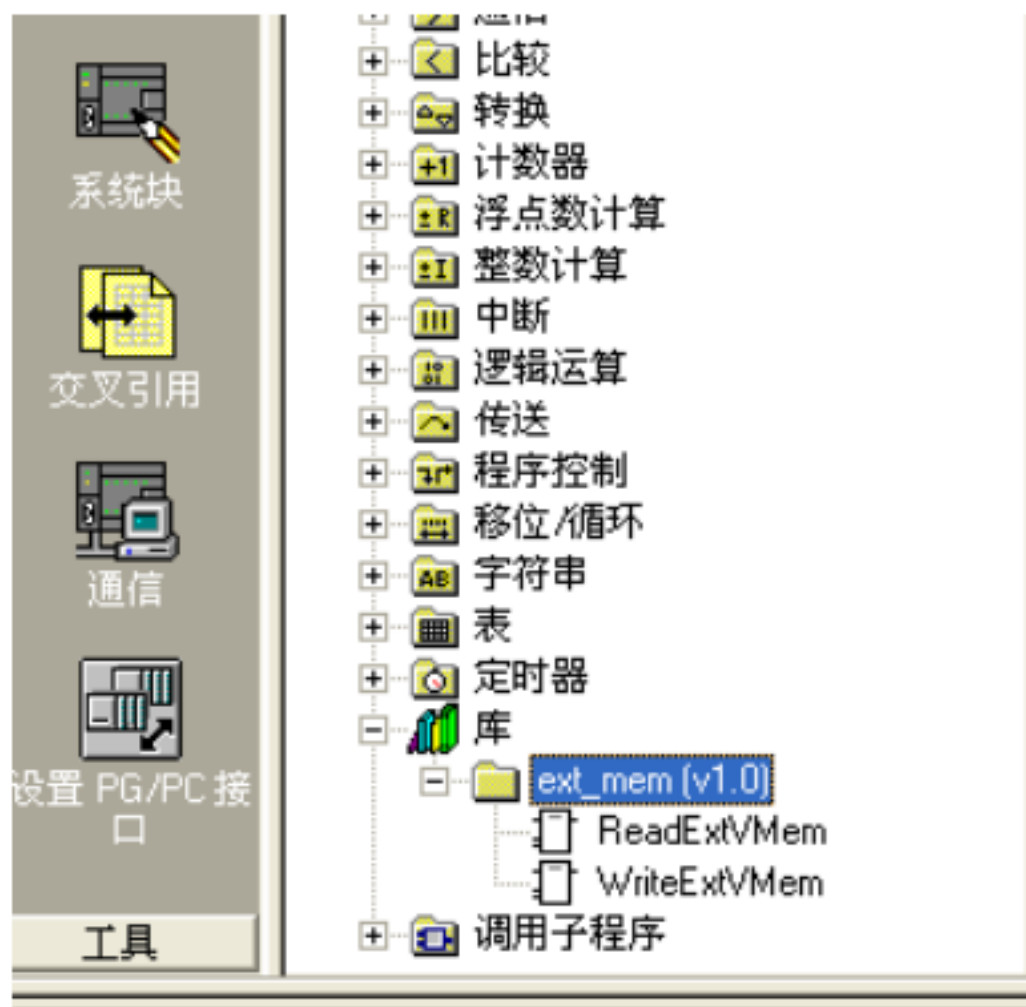 系统块
交叉引用
通信
设置 PG/PC 接
口
工具
通信
比较
转换
计数器
浮点数计算
整数计算
中断
逻辑运算
传送
程序控制
移位/循环
字符串
表
定时器
库
ext_mem (v1.0)
ReadExtVMem
WriteExtVMem
调用子程序